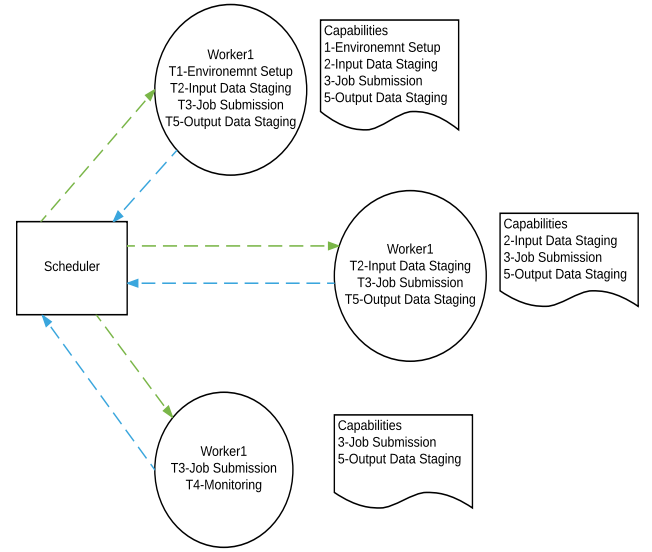 Worker1
T1-Environemnt Setup
T2-Input Data Staging
T3-Job Submission
T5-Output Data Staging
Capabilities
1-Environemnt Setup
2-Input Data Staging
3-Job Submission
5-Output Data Staging
Scheduler
Worker1
T2-Input Data Staging
T3-Job Submission
T5-Output Data Staging
Capabilities
2-Input Data Staging
3-Job Submission
5-Output Data Staging
Worker1
T3-Job Submission
T4-Monitoring
Capabilities
3-Job Submission
5-Output Data Staging